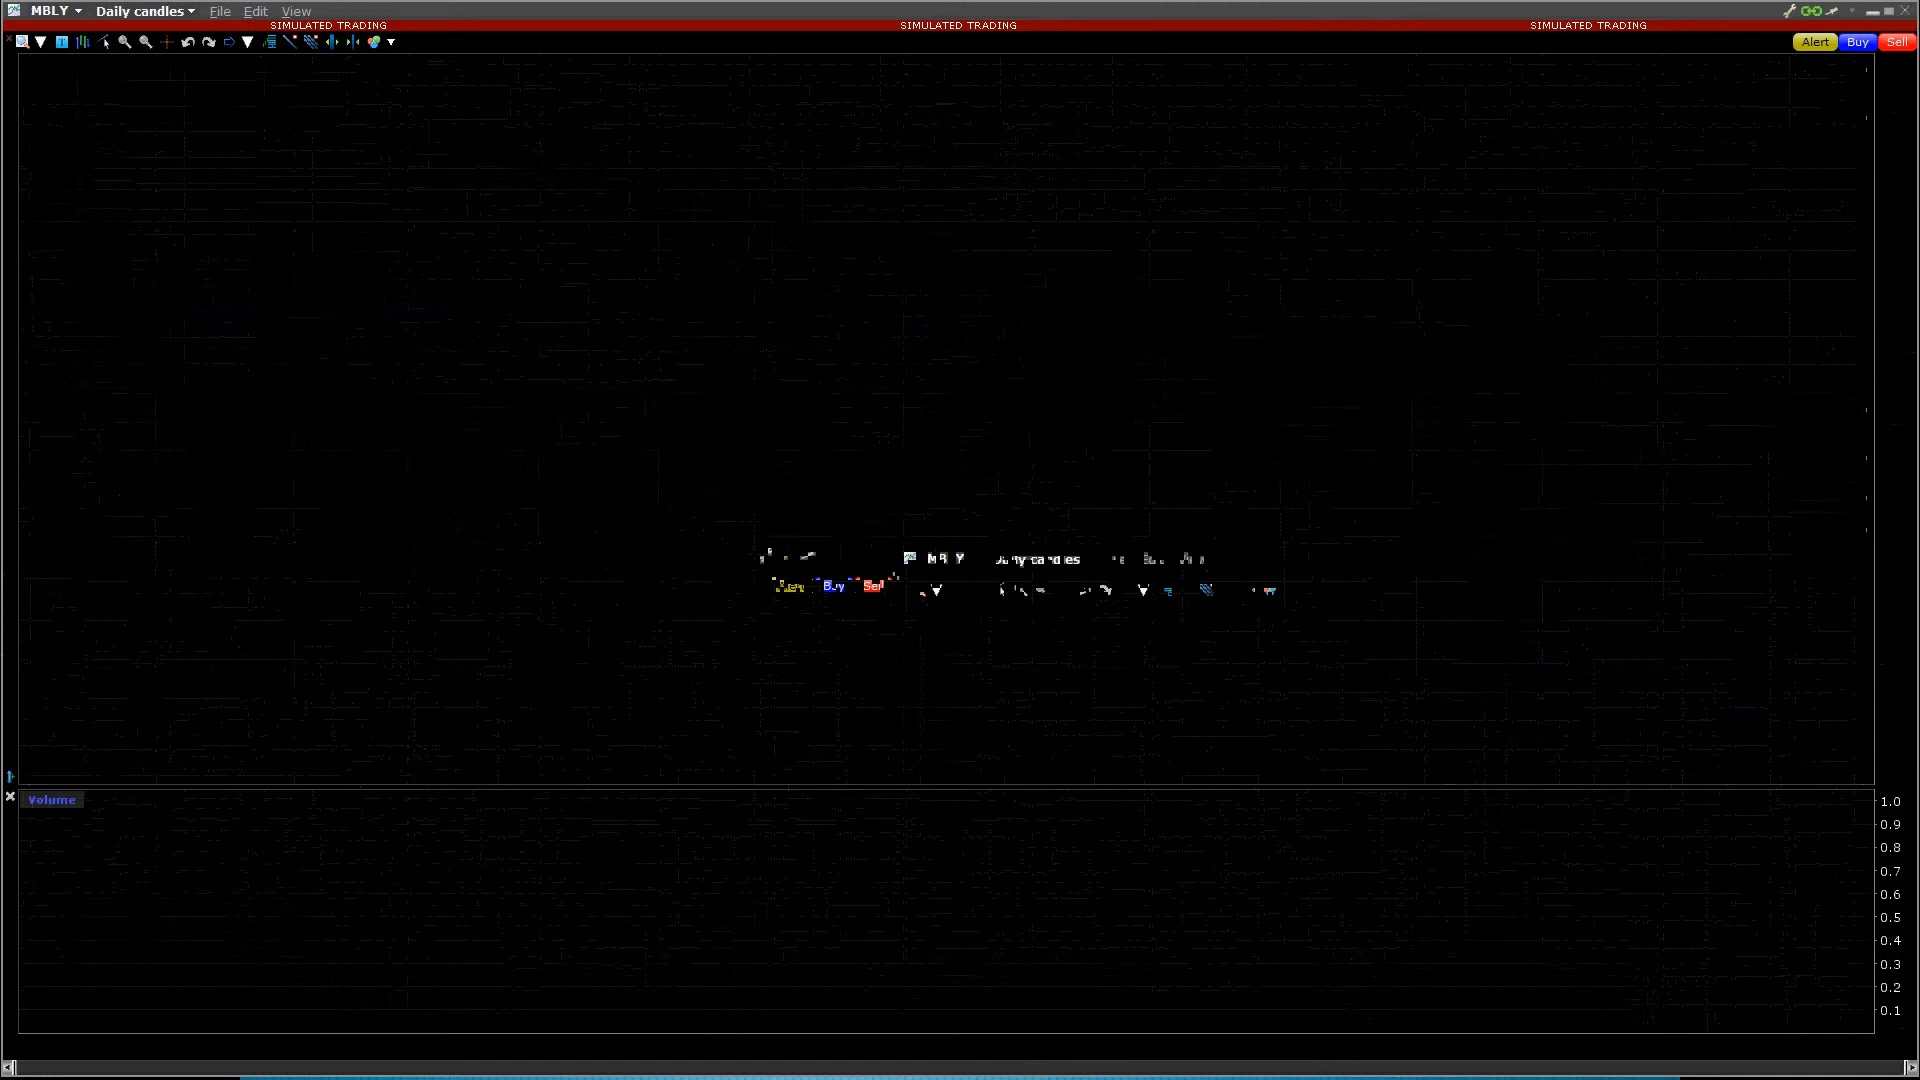 MBLY Daily candles File Edit View
SIMULATED TRADING SIMULATED TRADING SIMULATED TRADING
T Alert Buy Sell
candles
Buy
Volume
1.0
0.9
0.8
0.7
0.6
0.5
0.4
0.3
0.2
0.1